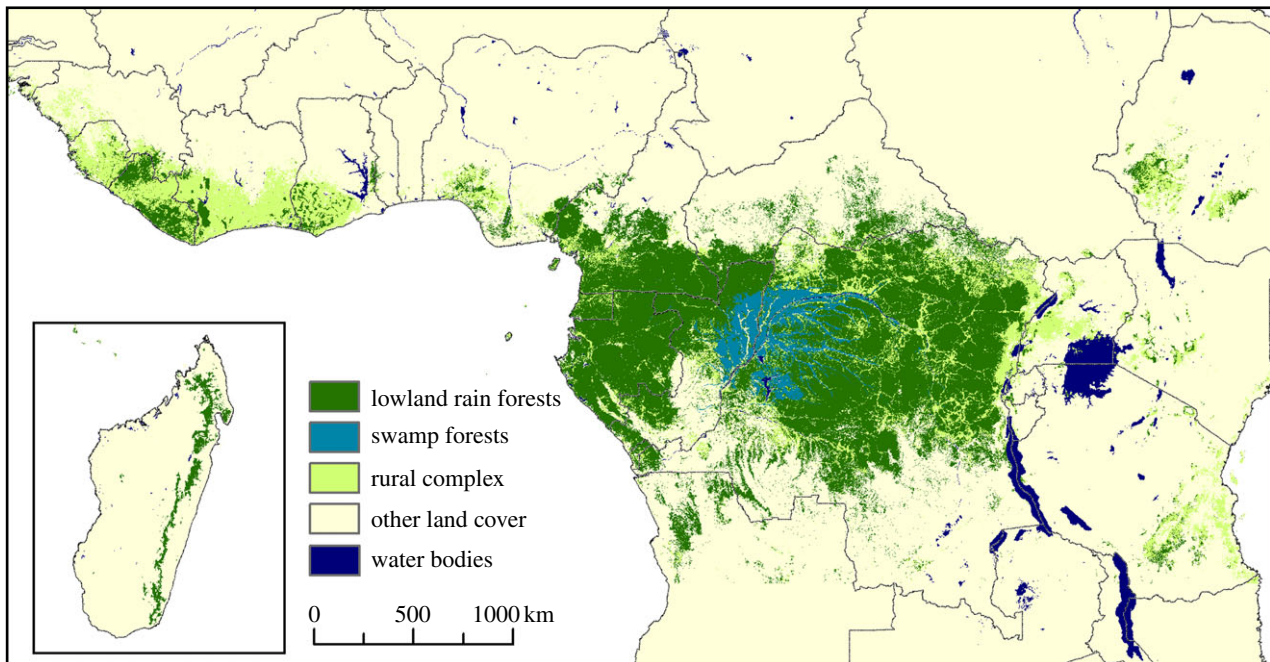 lowland rain forests
swamp forests
rural complex
other land cover
water bodies
0 500 1000 km